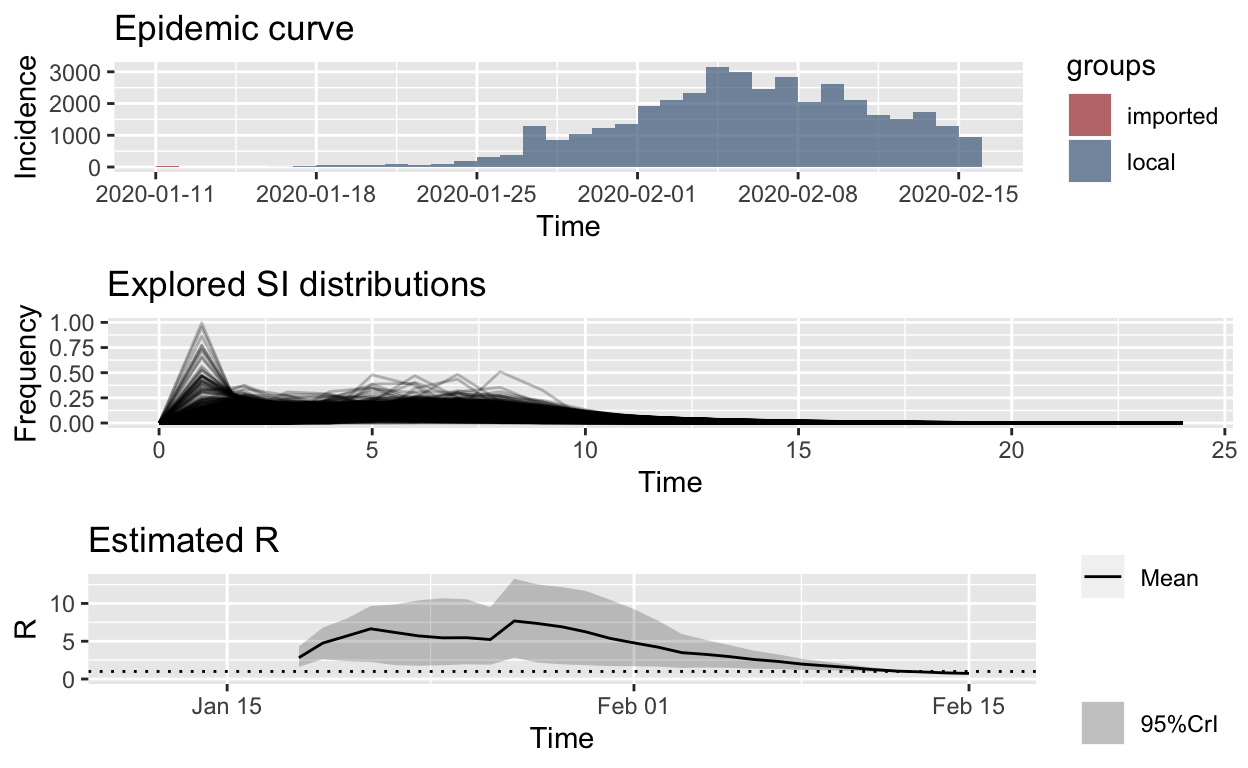 Epidemic curve
Incidence
3000
2000
1000
0
2020-01-11 2020-01-18 2020-01-25 2020-02-01 2020-02-08 2020-02-15
Time
groups
imported
local
Explored SI distributions
Frequency
1.00
0.75
0.50
0.25
0.00
0 5 10 15 20 25
Time
Estimated R
R
10
5
0
Jan 15 Feb 01 Feb 15
Time
Mean
95%CrI